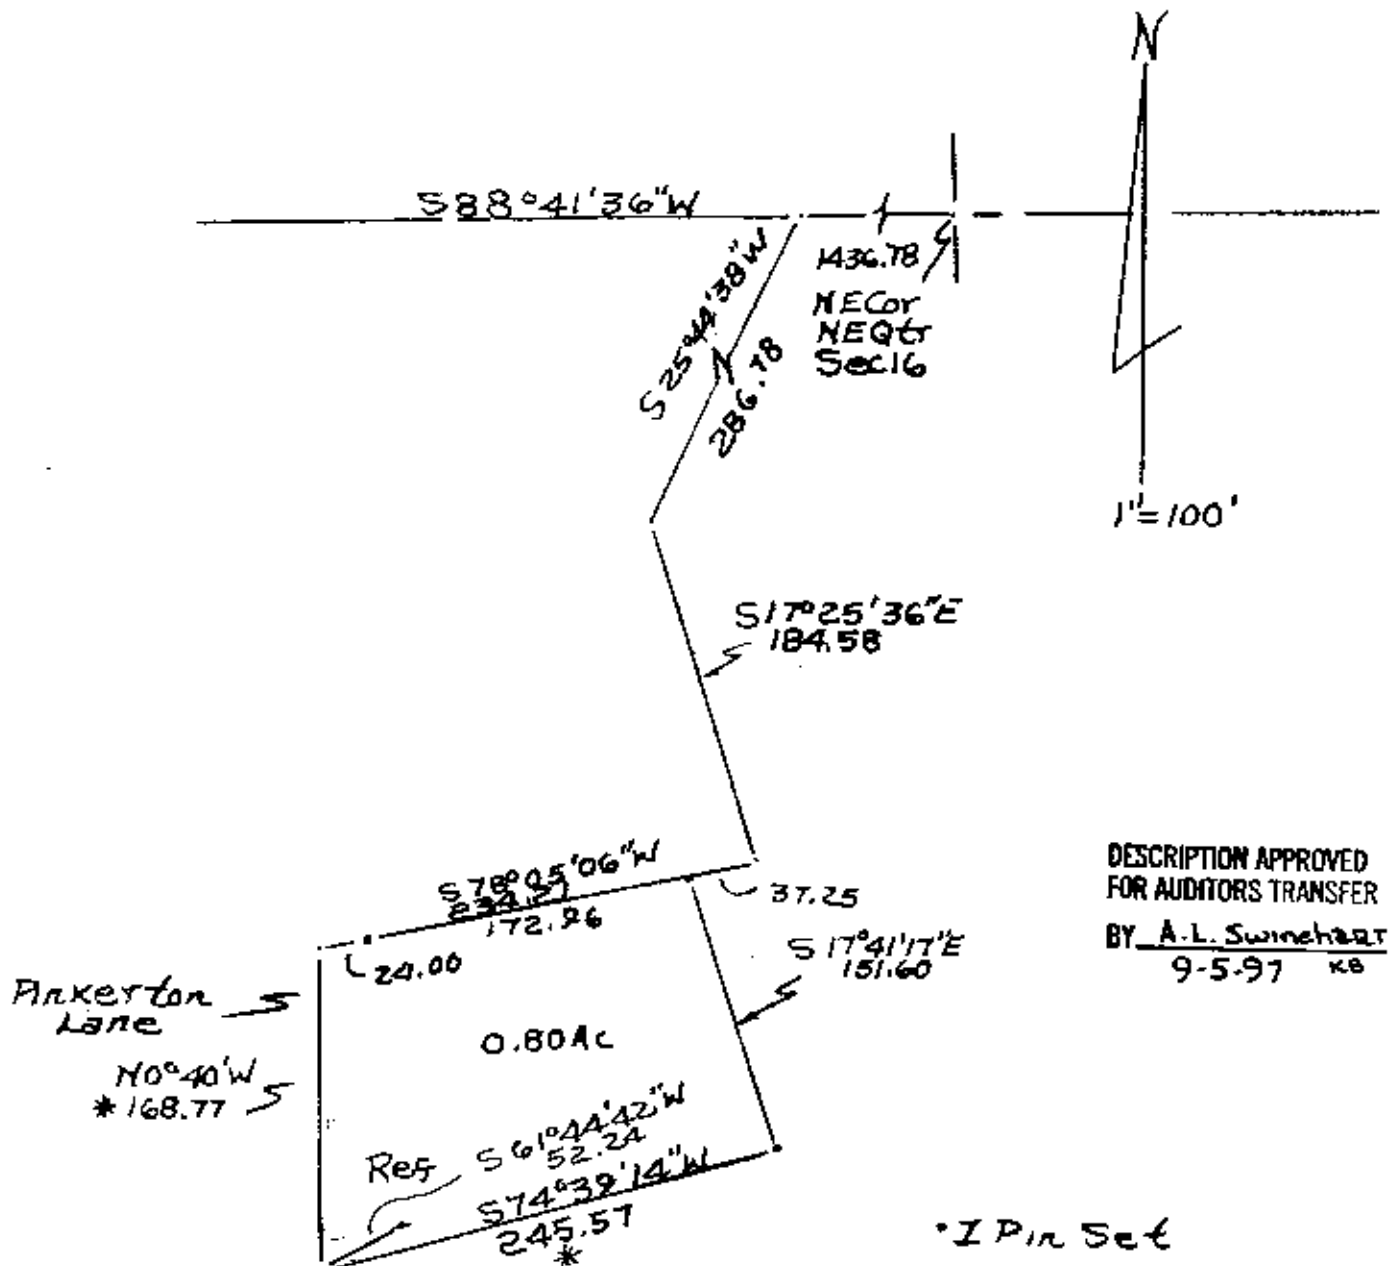 N
S88°41'36"W
1436.78
NECor
NEQtr
Sec16
S25°44'38"W
286.78
1"=100'
S17°25'36"E
184.58
S78°05'06"W
172.96
37.25
24.00
S17°41'17"E
151.60
DESCRIPTION APPROVED
FOR AUDITORS TRANSFER
BY A.L. Swinehart
9-5-97 KB
Pinkerton
Lane
N0°40'W
* 168.77
0.80Ac
Ref
S61°44'42"W
52.24
S74°39'14"W
245.57
*
• I Pin Set